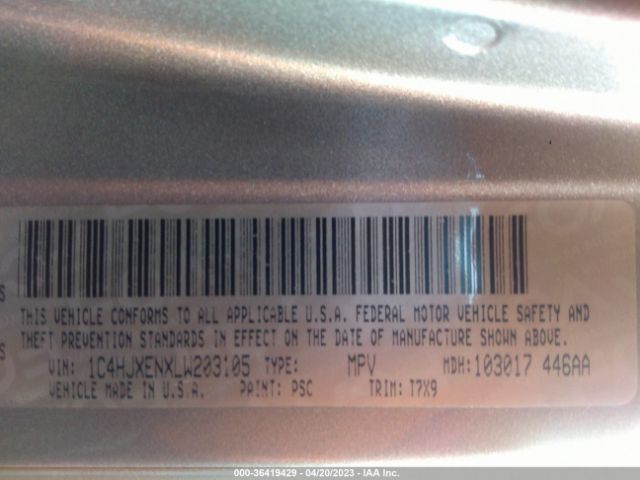 THIS VEHICLE CONFORMS TO ALL APPLICABLE U.S.A. FEDERAL MOTOR VEHICLE SAFETY AND
THEFT PREVENTION STANDARDS IN EFFECT ON THE DATE OF MANUFACTURE SHOWN ABOVE.
VIN: 1C4HJXENXLW203105 TYPE: MPV MDH: 103017 446AA
VEHICLE MADE IN U.S.A. PAINT: PSC TRIM: T7X9
000-36419429 - 04/20/2023 - IAA Inc.